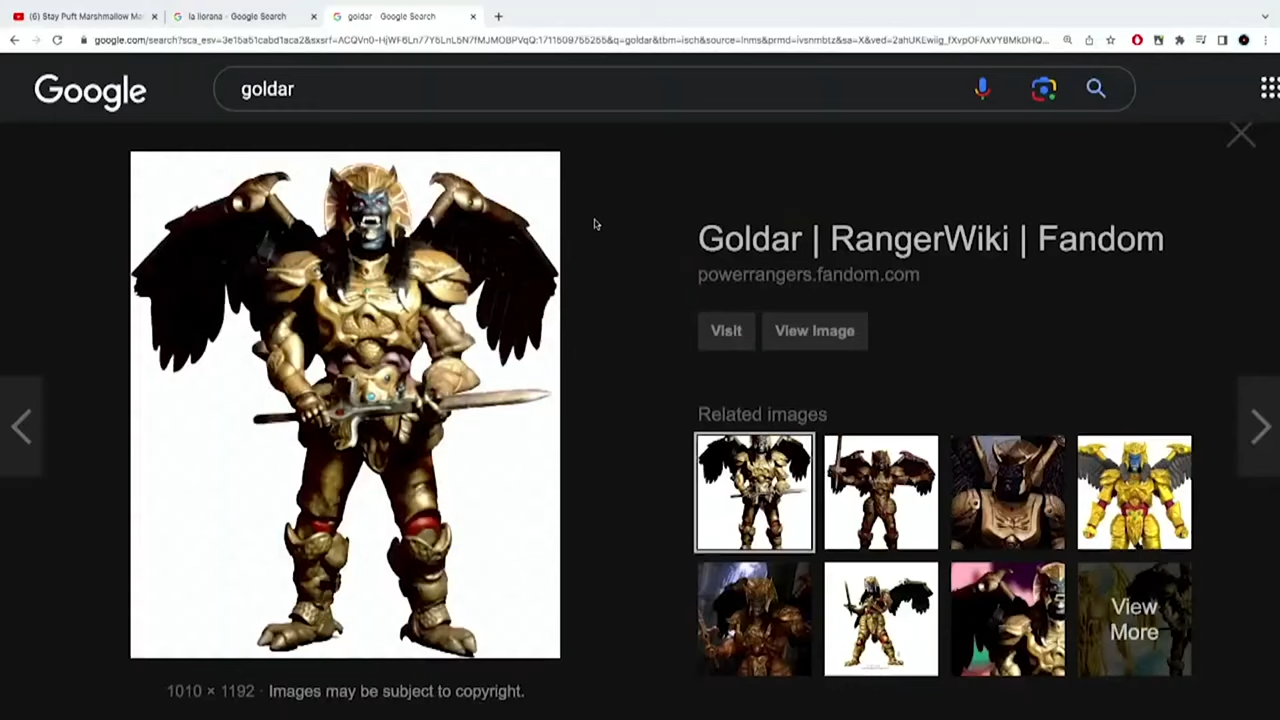 (6) Stay Puft Marshmallow Ma
la llorana - Google Search
goldar Google Search
Google
goldar
Goldar | RangerWiki | Fandom
powerrangers.fandom.com
Visit
View Image
Related images
View
More
1010 × 1192 · Images may be subject to copyright.